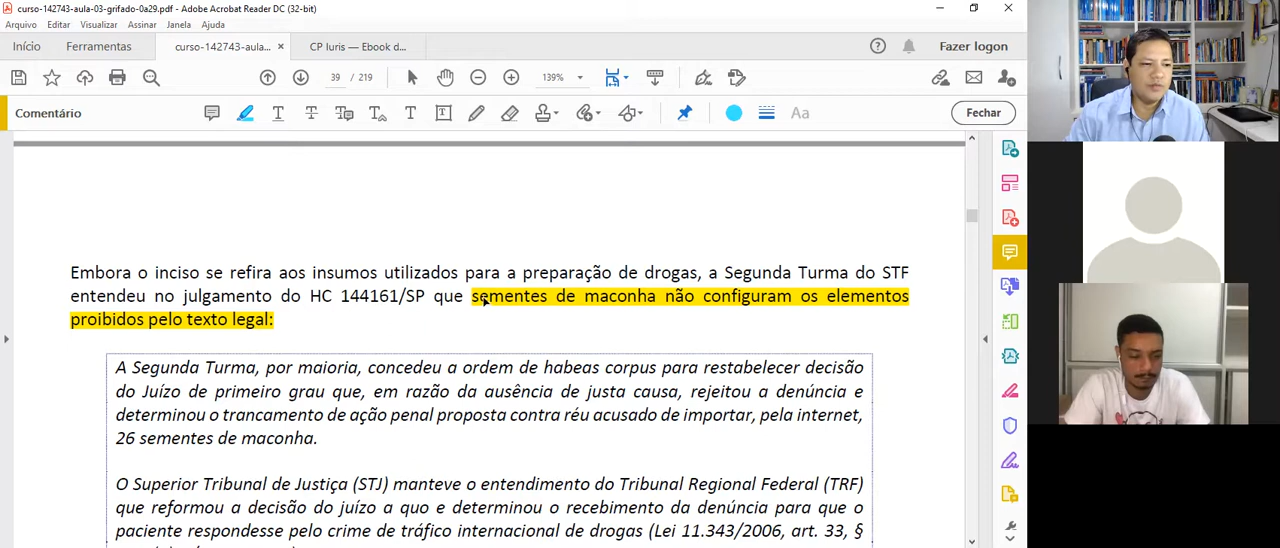 curso-142743-aula-03-grifado-0a29.pdf - Adobe Acrobat Reader DC (32-bit)
Arquivo Editar Visualizar Assinar Janela Ajuda
Início Ferramentas curso-142743-aula-... × CP Iuris — Ebook d... Fazer logon
39 / 219 139%
Comentário Aa Fechar
Embora o inciso se refira aos insumos utilizados para a preparação de drogas, a Segunda Turma do STF
entendeu no julgamento do HC 144161/SP que sementes de maconha não configuram os elementos
proibidos pelo texto legal:
A Segunda Turma, por maioria, concedeu a ordem de habeas corpus para restabelecer decisão
do Juízo de primeiro grau que, em razão da ausência de justa causa, rejeitou a denúncia e
determinou o trancamento de ação penal proposta contra réu acusado de importar, pela internet,
26 sementes de maconha.
O Superior Tribunal de Justiça (STJ) manteve o entendimento do Tribunal Regional Federal (TRF)
que reformou a decisão do juízo a quo e determinou o recebimento da denúncia para que o
paciente respondesse pelo crime de tráfico internacional de drogas (Lei 11.343/2006, art. 33, §